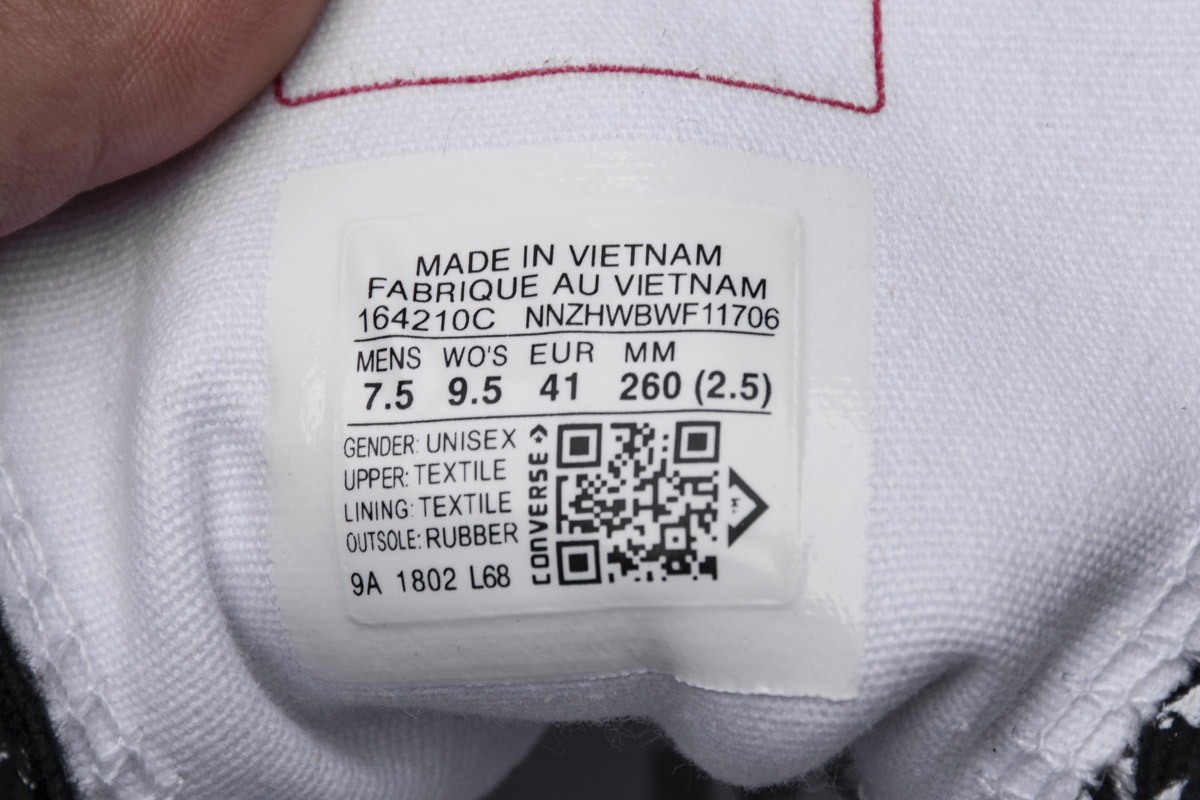 MADE IN VIETNAM
FABRIQUE AU VIETNAM
164210C NNZHWBWF11706
MENS WO'S EUR MM
7.5 9.5 41 260 (2.5)
GENDER: UNISEX
UPPER: TEXTILE
LINING: TEXTILE
OUTSOLE: RUBBER
9A 1802 L68
CONVERSE